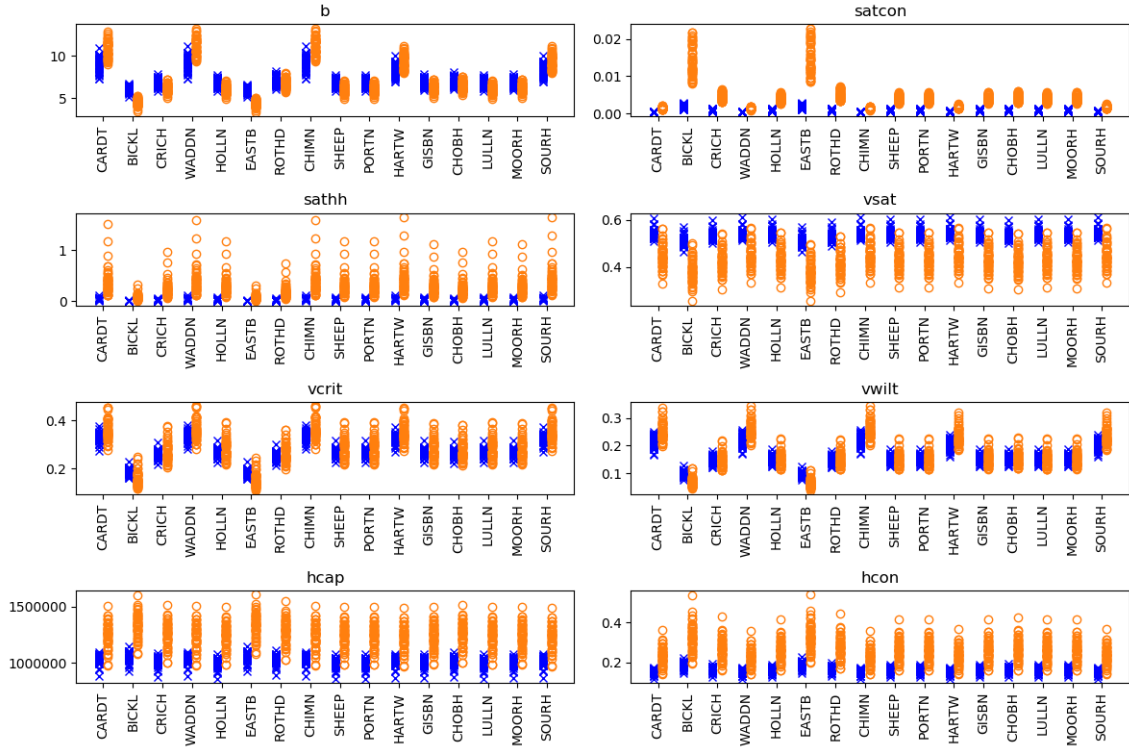 b
10
5
CARDT BICKL CRICH WADDN HOLLN EASTB ROTHD CHIMN SHEEP PORTN HARTW GISBN CHOBH LULLN MOORH SOURH
satcon
0.02
0.01
0.00
CARDT BICKL CRICH WADDN HOLLN EASTB ROTHD CHIMN SHEEP PORTN HARTW GISBN CHOBH LULLN MOORH SOURH
sathh
1
0
CARDT BICKL CRICH WADDN HOLLN EASTB ROTHD CHIMN SHEEP PORTN HARTW GISBN CHOBH LULLN MOORH SOURH
vsat
0.6
0.4
CARDT BICKL CRICH WADDN HOLLN EASTB ROTHD CHIMN SHEEP PORTN HARTW GISBN CHOBH LULLN MOORH SOURH
vcrit
0.4
0.2
CARDT BICKL CRICH WADDN HOLLN EASTB ROTHD CHIMN SHEEP PORTN HARTW GISBN CHOBH LULLN MOORH SOURH
vwilt
0.3
0.2
0.1
CARDT BICKL CRICH WADDN HOLLN EASTB ROTHD CHIMN SHEEP PORTN HARTW GISBN CHOBH LULLN MOORH SOURH
hcap
1500000
1000000
CARDT BICKL CRICH WADDN HOLLN EASTB ROTHD CHIMN SHEEP PORTN HARTW GISBN CHOBH LULLN MOORH SOURH
hcon
0.4
0.2
CARDT BICKL CRICH WADDN HOLLN EASTB ROTHD CHIMN SHEEP PORTN HARTW GISBN CHOBH LULLN MOORH SOURH